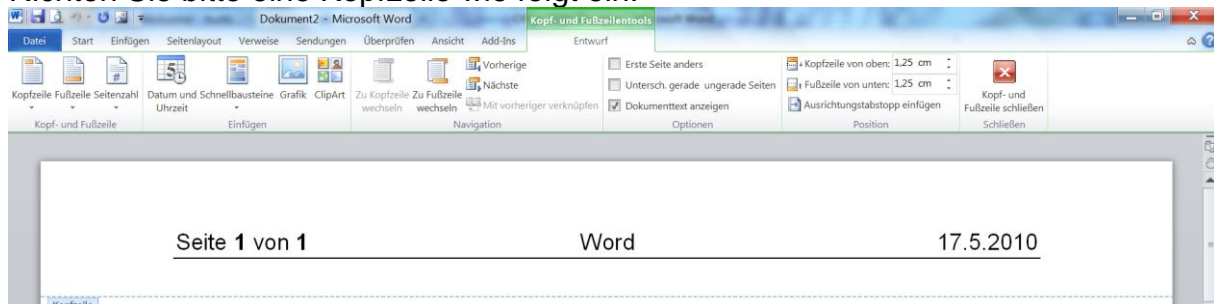 Richten Sie bitte eine Kopfzeile wie folgt ein:
Dokument2 - Microsoft Word
Kopf- und Fußzeilentools
Datei Start Einfügen Seitenlayout Verweise Sendungen Überprüfen Ansicht Add-Ins Entwurf
Kopfzeile Fußzeile Seitenzahl
Kopf- und Fußzeile
Datum und Uhrzeit Schnellbausteine Grafik ClipArt
Einfügen
Zu Kopfzeile wechseln Zu Fußzeile wechseln
Vorherige
Nächste
Mit vorheriger verknüpfen
Navigation
Erste Seite anders
Untersch. gerade ungerade Seiten
Dokumenttext anzeigen
Optionen
Kopfzeile von oben: 1,25 cm
Fußzeile von unten: 1,25 cm
Ausrichtungstabstopp einfügen
Position
Kopf- und Fußzeile schließen
Schließen
Seite 1 von 1 Word 17.5.2010
Kopfzeile